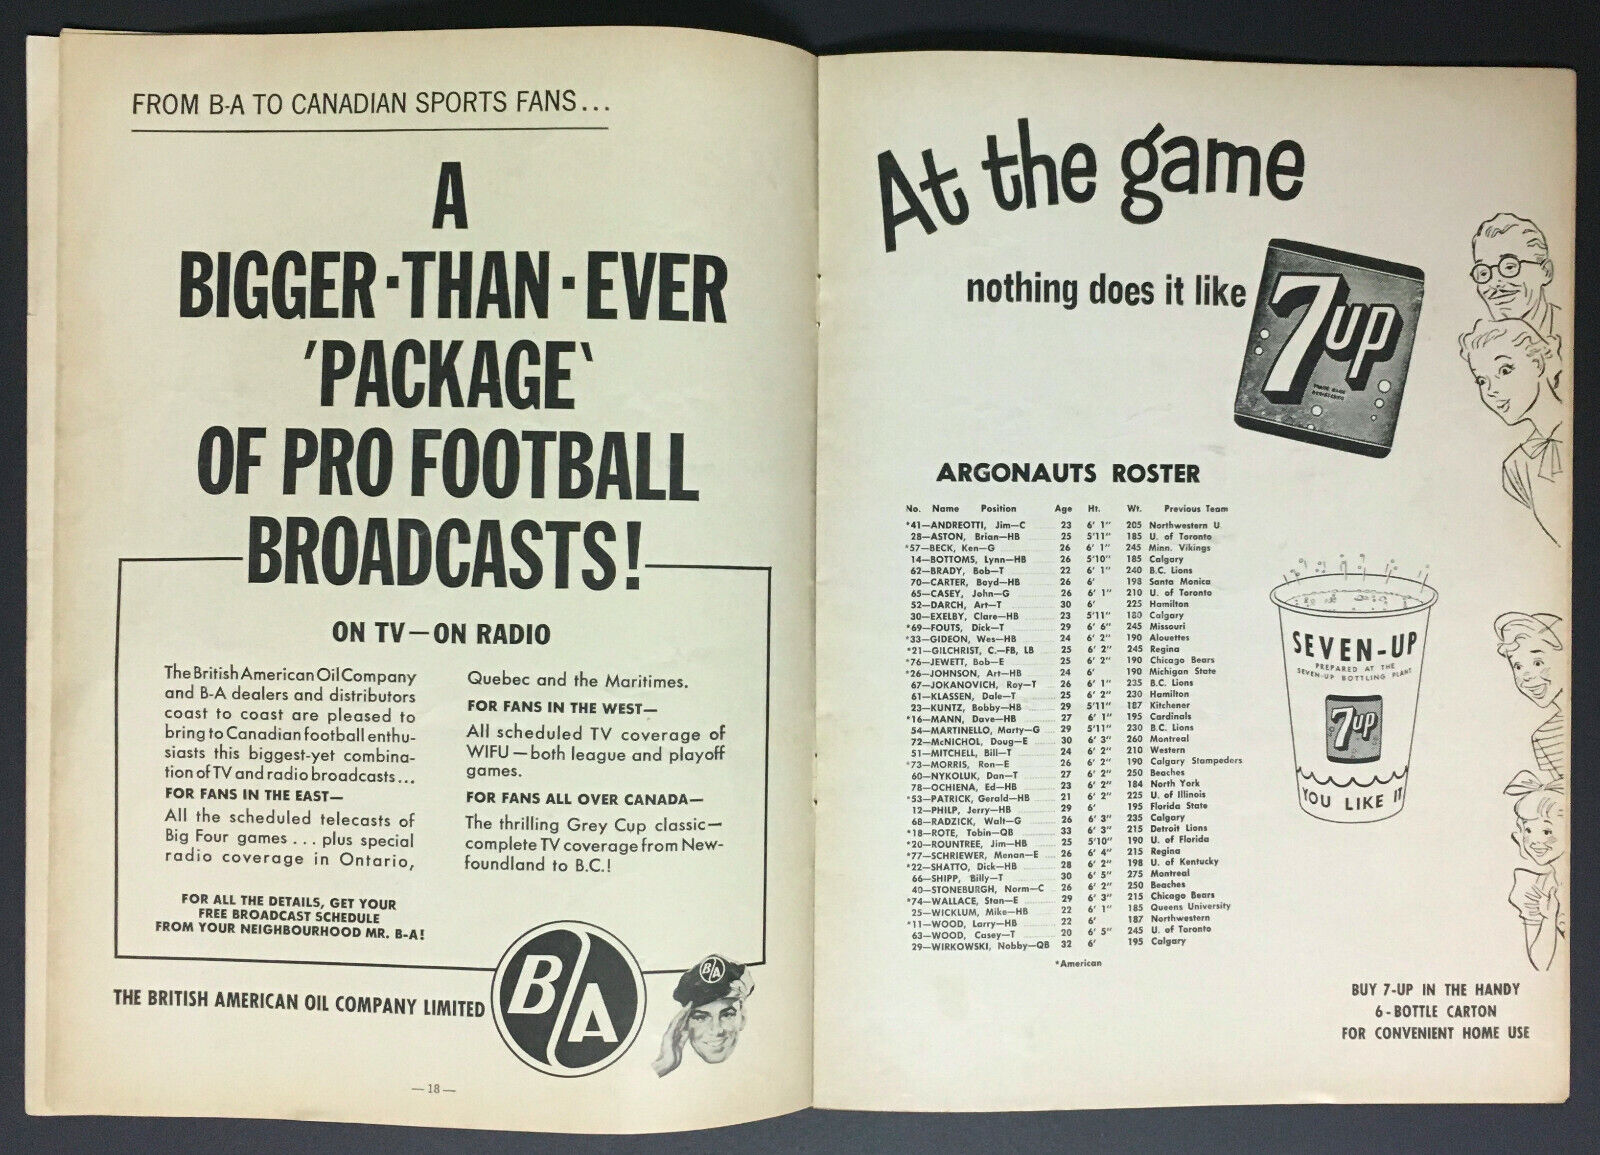 FROM B-A TO CANADIAN SPORTS FANS...
A
BIGGER-THAN-EVER
'PACKAGE'
OF PRO FOOTBALL
BROADCASTS!
ON TV—ON RADIO
The British American Oil Company
and B-A dealers and distributors
coast to coast are pleased to
bring to Canadian football enthu-
siasts this biggest-yet combina-
tion of TV and radio broadcasts...
FOR FANS IN THE EAST—
All the scheduled telecasts of
Big Four games ... plus special
radio coverage in Ontario,
Quebec and the Maritimes.
FOR FANS IN THE WEST—
All scheduled TV coverage of
WIFU—both league and playoff
games.
FOR FANS ALL OVER CANADA—
The thrilling Grey Cup classic—
complete TV coverage from New-
foundland to B.C.!
FOR ALL THE DETAILS, GET YOUR
FREE BROADCAST SCHEDULE
FROM YOUR NEIGHBOURHOOD MR. B-A!
THE BRITISH AMERICAN OIL COMPANY LIMITED
B/A
B/A
—18—
At the game
nothing does it like
7up
TRADE MARK
REGISTERED
ARGONAUTS ROSTER
No. Name Position Age Ht. Wt. Previous Team
*41—ANDREOTTI, Jim—C 23 6' 1" 205 Northwestern U
28—ASTON, Brian—HB 25 5'11" 185 U. of Toronto
*57—BECK, Ken—G 26 6' 1" 245 Minn. Vikings
14—BOTTOMS, Lynn—HB 26 5'10" 185 Calgary
62—BRADY, Bob—T 22 6' 1" 240 B.C. Lions
70—CARTER, Boyd—HB 26 6' 198 Santa Monica
65—CASEY, John—G 26 6' 1" 210 U. of Toronto
52—DARCH, Art—T 30 6' 225 Hamilton
30—EXELBY, Clare—HB 23 5'11" 180 Calgary
*69—FOUTS, Dick—T 29 6' 6" 245 Missouri
*33—GIDEON, Wes—HB 24 6' 2" 190 Alouettes
*21—GILCHRIST, C.—FB, LB 25 6' 2" 245 Regina
*76—JEWETT, Bob—E 25 6' 2" 190 Chicago Bears
*26—JOHNSON, Art—HB 24 6' 190 Michigan State
67—JOKANOVICH, Roy—T 26 6' 1" 235 B.C. Lions
61—KLASSEN, Dale—T 25 6' 2" 230 Hamilton
23—KUNTZ, Bobby—HB 29 5'11" 187 Kitchener
*16—MANN, Dave—HB 27 6' 1" 195 Cardinals
54—MARTINELLO, Marty—G 29 5'11" 230 B.C. Lions
72—McNICHOL, Doug—E 30 6' 3" 260 Montreal
51—MITCHELL, Bill—T 24 6' 2" 210 Western
*73—MORRIS, Ron—E 26 6' 2" 190 Calgary Stampeders
60—NYKOLUK, Dan—T 27 6' 2" 250 Beaches
78—OCHIENA, Ed—HB 23 6' 2" 184 North York
*53—PATRICK, Gerald—HB 21 6' 2" 225 U. of Illinois
12—PHILP, Jerry—HB 29 6' 195 Florida State
68—RADZICK, Walt—G 26 6' 3" 235 Calgary
*18—ROTE, Tobin—QB 33 6' 3" 215 Detroit Lions
*20—ROUNTREE, Jim—HB 25 5'10" 190 U. of Florida
*77—SCHRIEWER, Menan—E 26 6' 4" 215 Regina
*22—SHATTO, Dick—HB 28 6' 2" 198 U. of Kentucky
66—SHIPP, Billy—T 30 6' 5" 275 Montreal
40—STONEBURGH, Norm—C 26 6' 2" 250 Beaches
*74—WALLACE, Stan—E 29 6' 3" 215 Chicago Bears
25—WICKLUM, Mike—HB 22 6' 1" 185 Queens University
*11—WOOD, Larry—HB 22 6' 187 Northwestern
63—WOOD, Casey—T 20 6' 5" 245 U. of Toronto
29—WIRKOWSKI, Nobby—QB 32 6' 195 Calgary
*American
SEVEN-UP
PREPARED AT THE
SEVEN-UP BOTTLING PLANT
7up
YOU LIKE IT
BUY 7-UP IN THE HANDY
6-BOTTLE CARTON
FOR CONVENIENT HOME USE